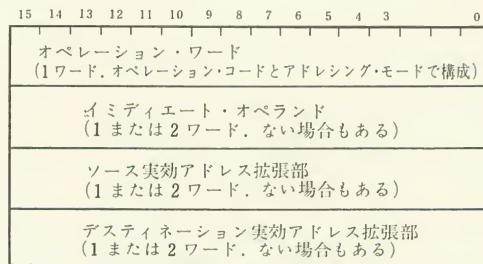 15 14 13 12 11 10 9 8 7 6 5 4 3 0
オペレーション・ワード
(1ワード．オペレーション・コードとアドレシング・モードで構成)
イミディエート・オペランド
(1または2ワード．ない場合もある)
ソース実効アドレス拡張部
(1または2ワード．ない場合もある)
デスティネーション実効アドレス拡張部
(1または2ワード．ない場合もある)